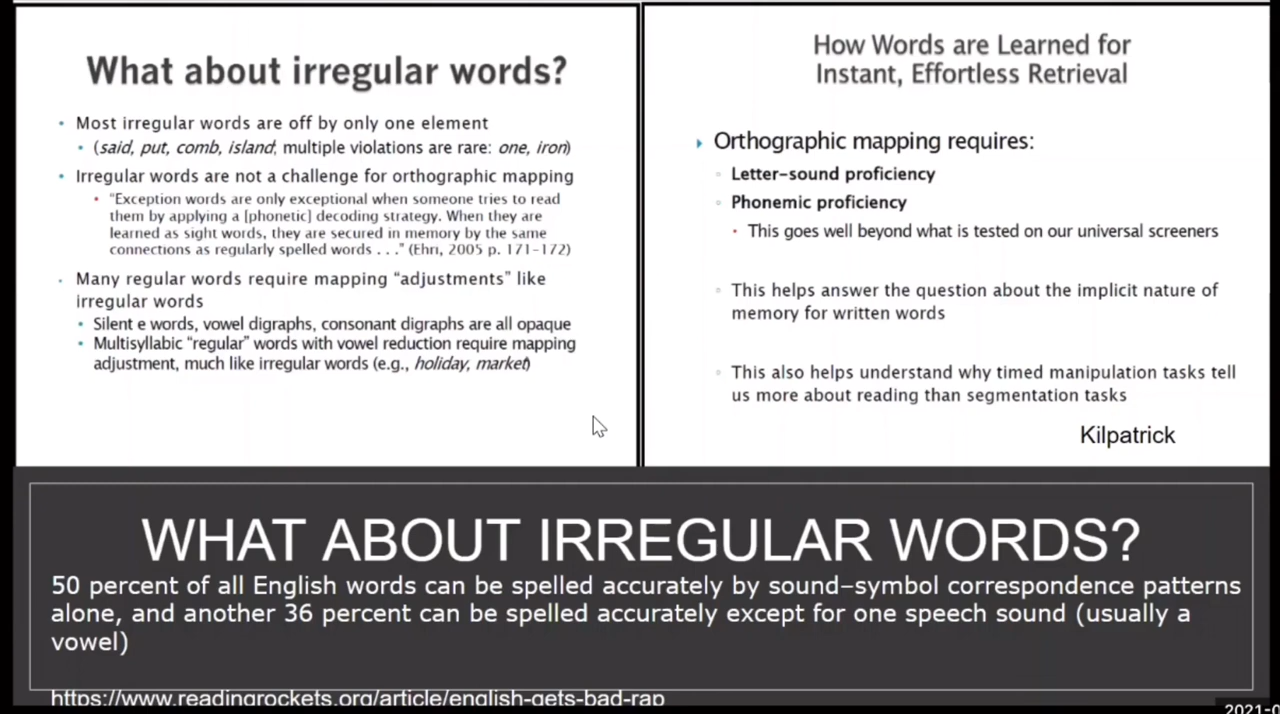 What about irregular words?
• Most irregular words are off by only one element
• (said, put, comb, island; multiple violations are rare: one, iron)
• Irregular words are not a challenge for orthographic mapping
• “Exception words are only exceptional when someone tries to read
them by applying a [phonetic] decoding strategy. When they are
learned as sight words, they are secured in memory by the same
connections as regularly spelled words . . .” (Ehri, 2005 p. 171-172)
• Many regular words require mapping “adjustments” like
irregular words
• Silent e words, vowel digraphs, consonant digraphs are all opaque
• Multisyllabic “regular” words with vowel reduction require mapping
adjustment, much like irregular words (e.g., holiday, market)
How Words are Learned for
Instant, Effortless Retrieval
Orthographic mapping requires:
Letter-sound proficiency
Phonemic proficiency
• This goes well beyond what is tested on our universal screeners
This helps answer the question about the implicit nature of
memory for written words
This also helps understand why timed manipulation tasks tell
us more about reading than segmentation tasks
Kilpatrick
WHAT ABOUT IRREGULAR WORDS?
50 percent of all English words can be spelled accurately by sound–symbol correspondence patterns
alone, and another 36 percent can be spelled accurately except for one speech sound (usually a
vowel)
https://www.readingrockets.org/article/english-gets-bad-rap